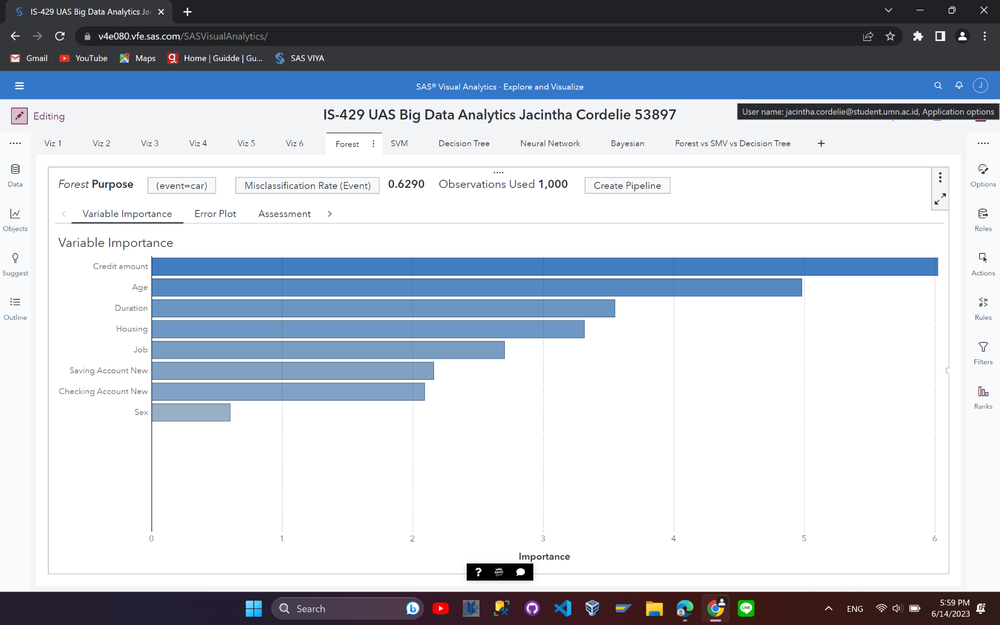 IS-429 UAS Big Data Analytics Jac
v4e080.vfe.sas.com/SASVisualAnalytics/
Gmail YouTube Maps Home | Guidde | Gu... SAS VIYA
SAS® Visual Analytics - Explore and Visualize
J
Editing
IS-429 UAS Big Data Analytics Jacintha Cordelie 53897
User name: jacintha.cordelie@student.umn.ac.id, Application options
Viz 1 Viz 2 Viz 3 Viz 4 Viz 5 Viz 6 Forest SVM Decision Tree Neural Network Bayesian Forest vs SMV vs Decision Tree
Data
Objects
Suggest
Outline
Forest Purpose (event=car) Misclassification Rate (Event) 0.6290 Observations Used 1,000 Create Pipeline
Variable Importance Error Plot Assessment
Variable Importance
Credit amount
Age
Duration
Housing
Job
Saving Account New
Checking Account New
Sex
0 1 2 3 4 5 6
Importance
Options
Roles
Actions
Rules
Filters
Ranks
?
Search
LINE
ENG
5:59 PM
6/14/2023